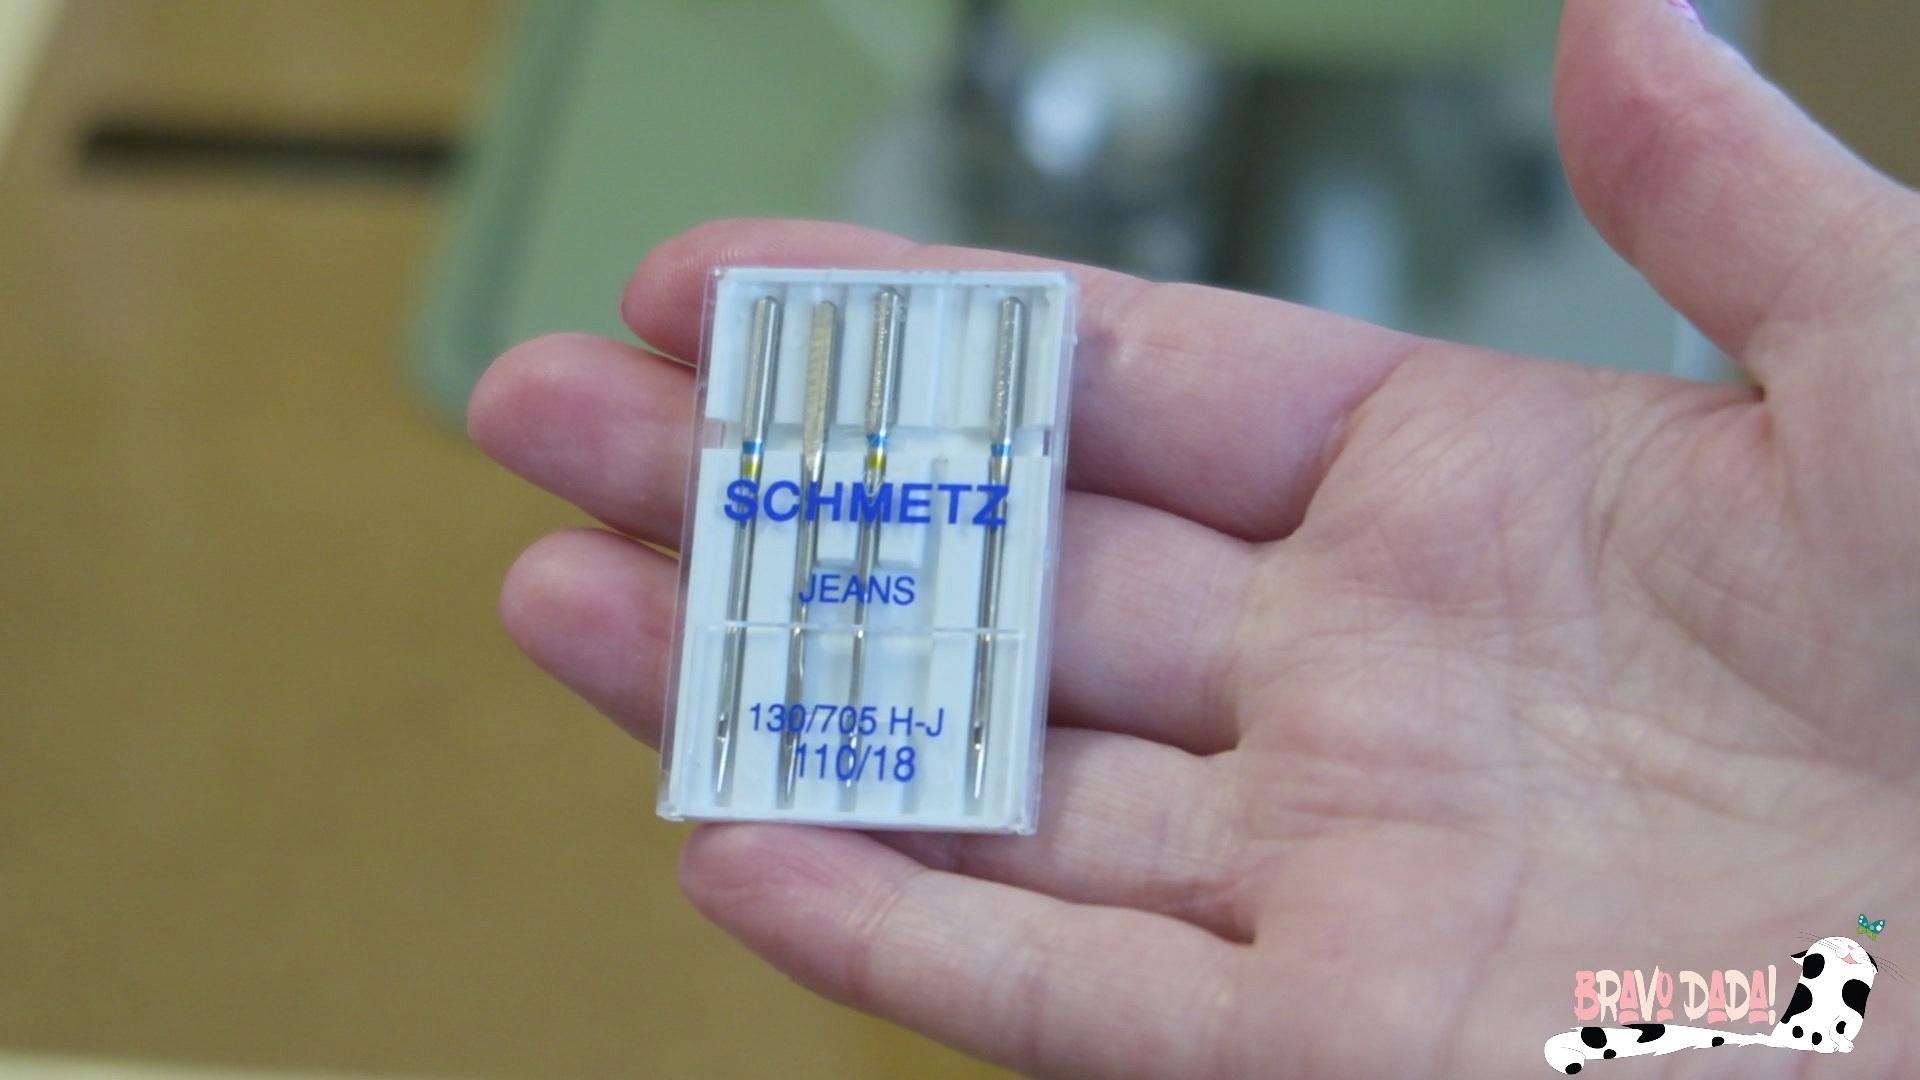 SCHMETZ
JEANS
130/705 H-J
110/18
BRAVO DADA!